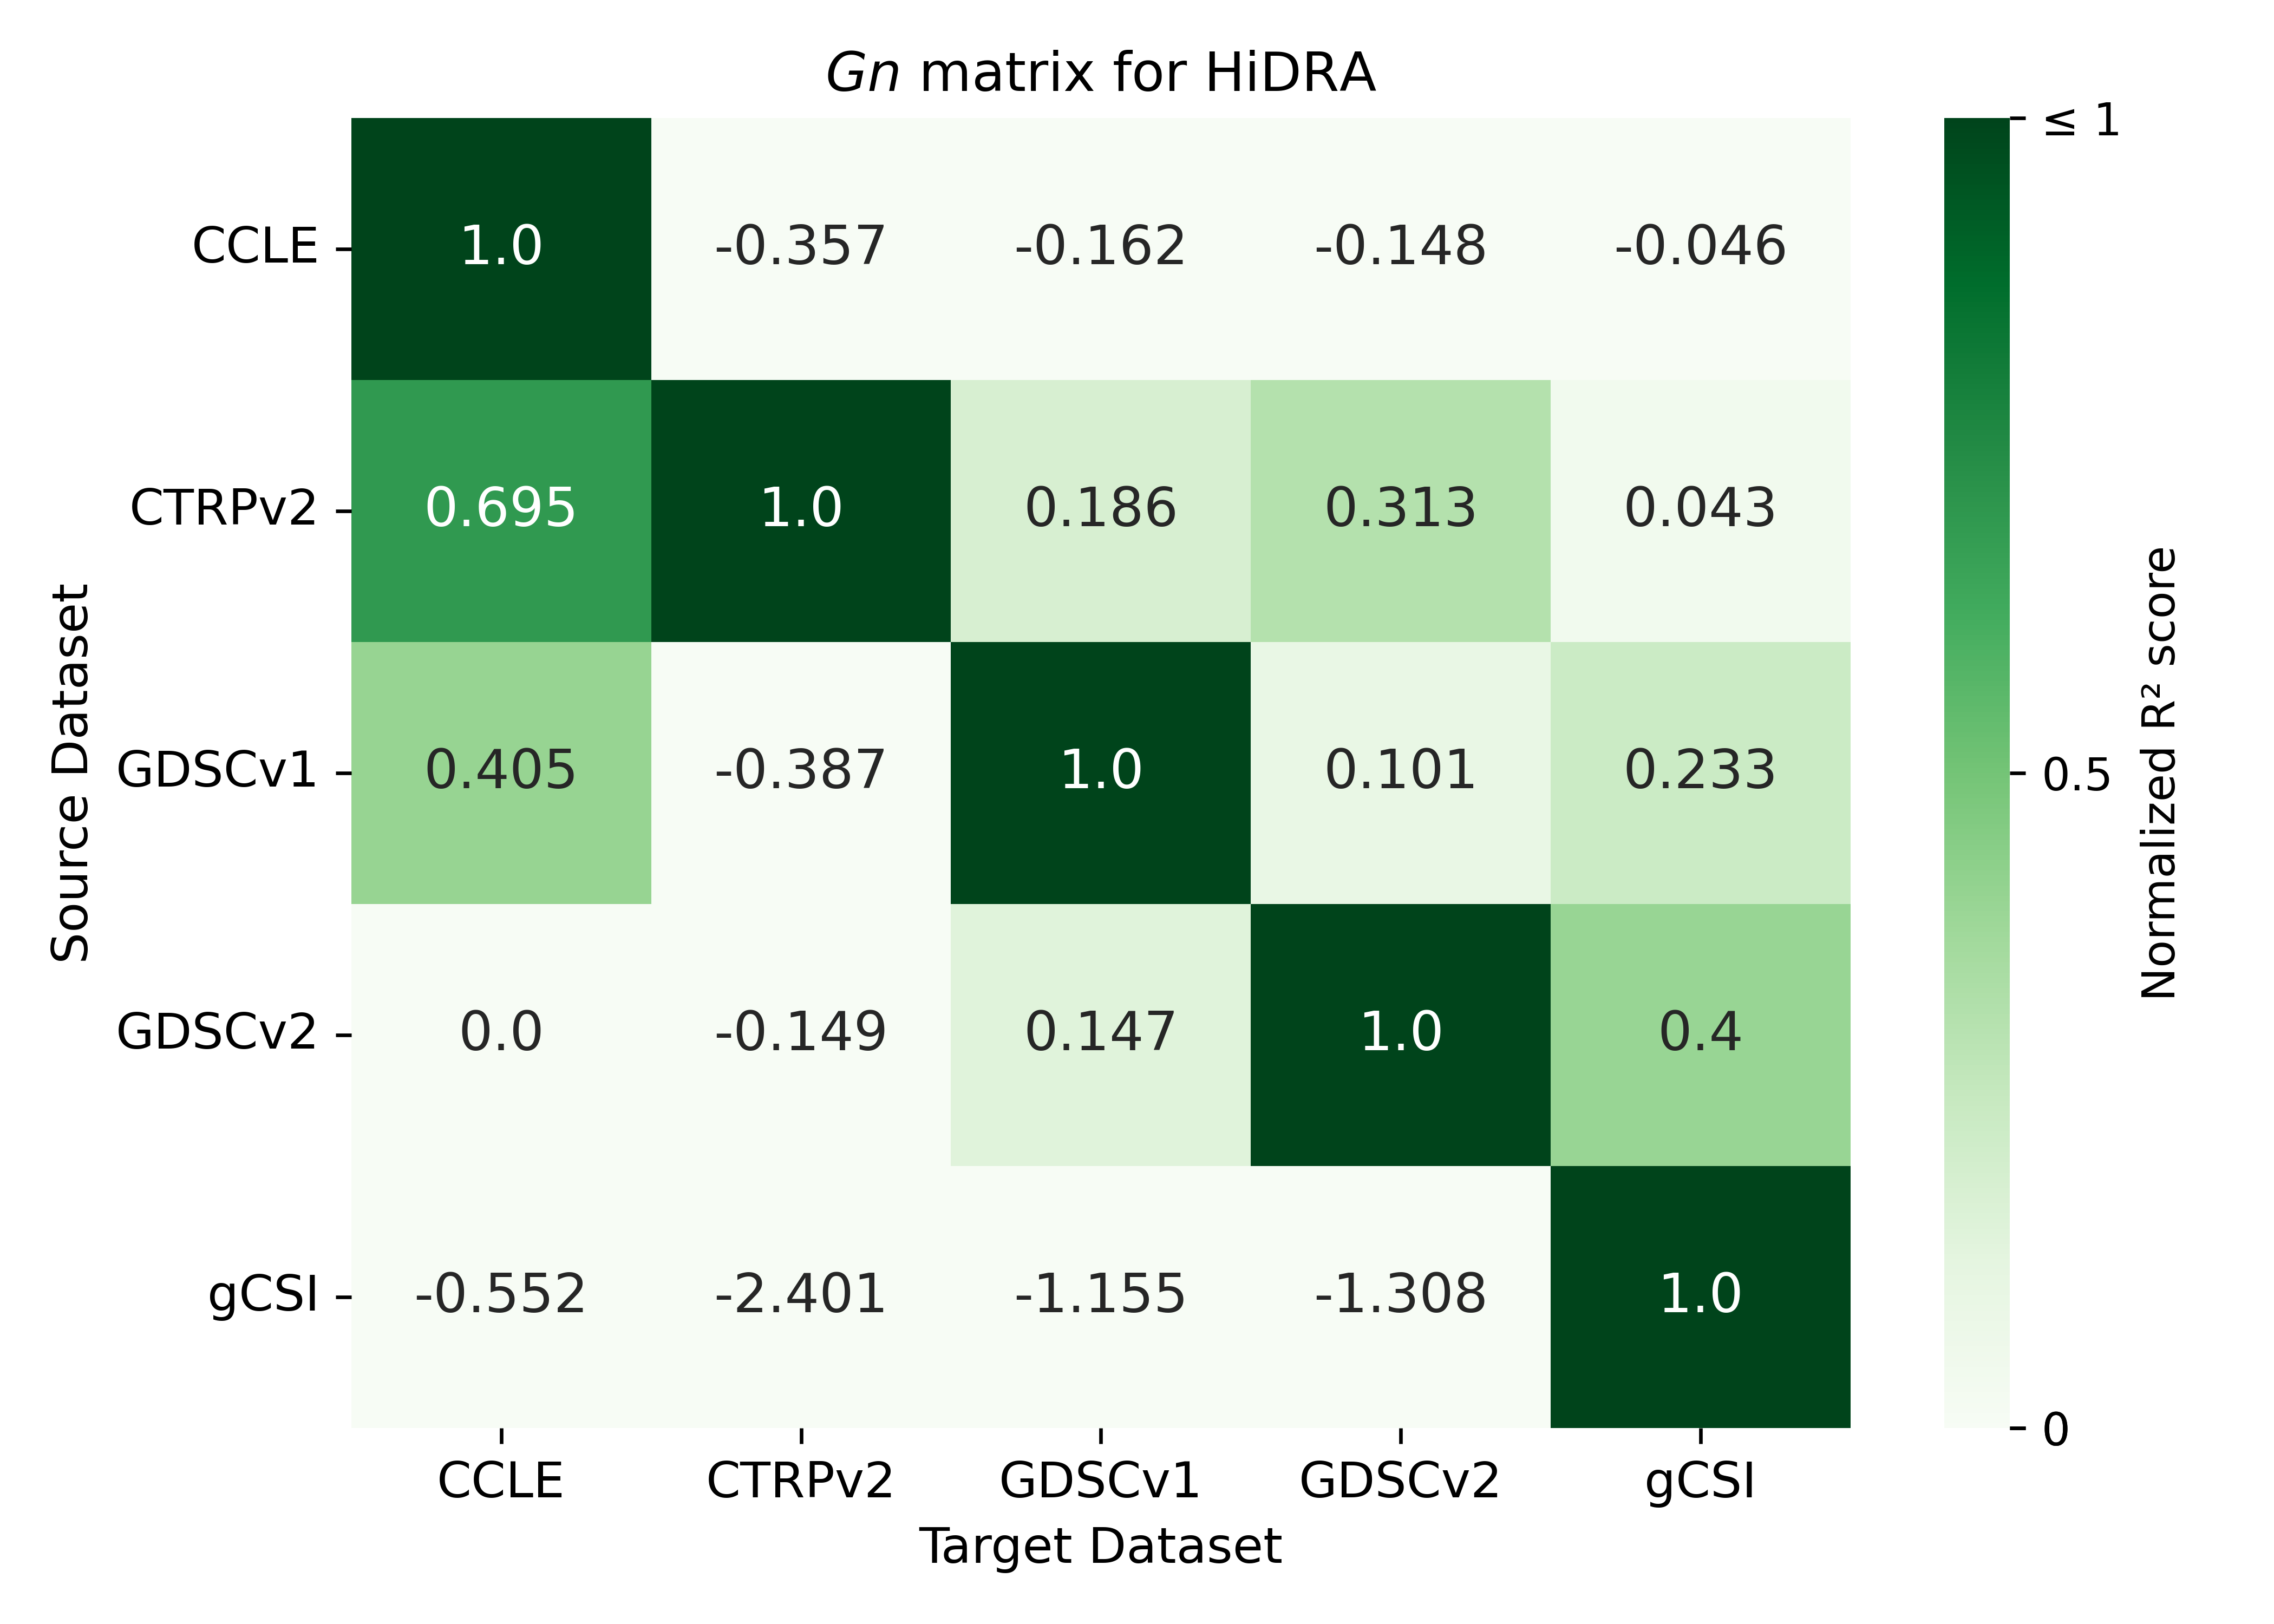 Gn matrix for HiDRA
≤ 1
CCLE 1.0 -0.357 -0.162 -0.148 -0.046
CTRPv2 0.695 1.0 0.186 0.313 0.043
GDSCv1 0.405 -0.387 1.0 0.101 0.233
0.5
GDSCv2 0.0 -0.149 0.147 1.0 0.4
gCSI -0.552 -2.401 -1.155 -1.308 1.0
0
CCLE CTRPv2 GDSCv1 GDSCv2 gCSI
Target Dataset
Source Dataset
Normalized R² score